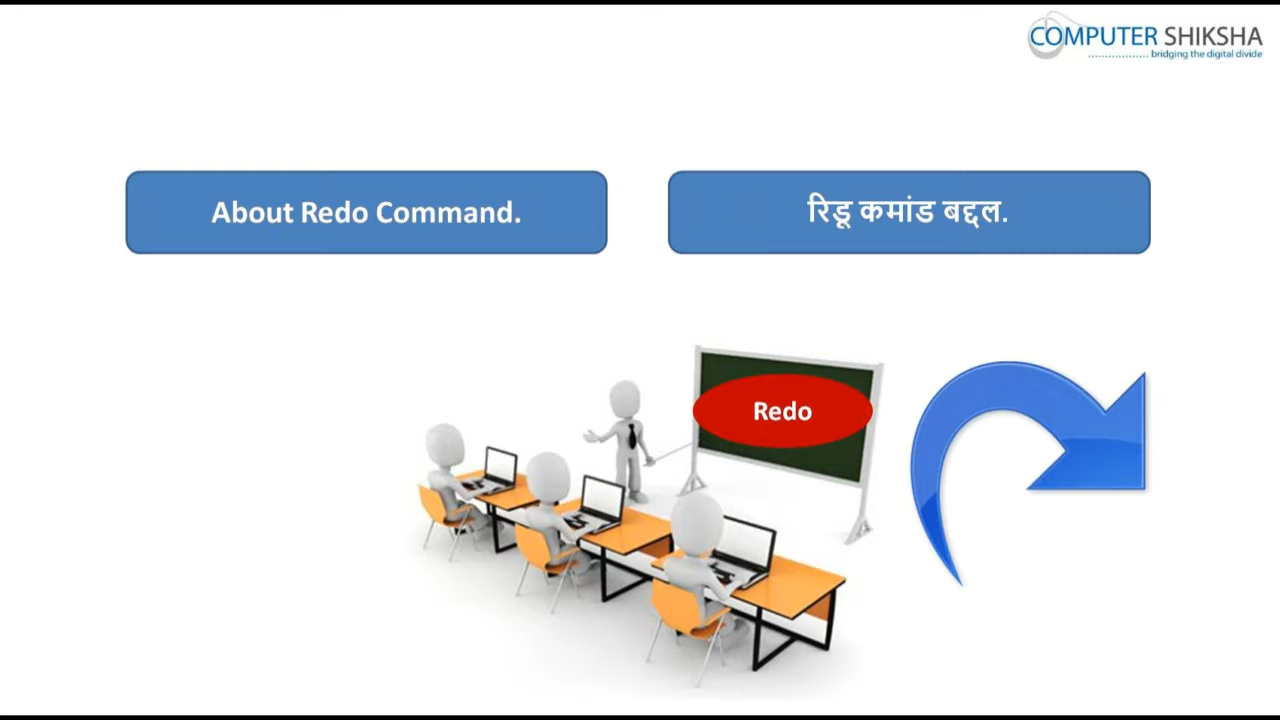 COMPUTER SHIKSHA
bridging the digital divide
About Redo Command.
रिडू कमांड बद्दल.
Redo